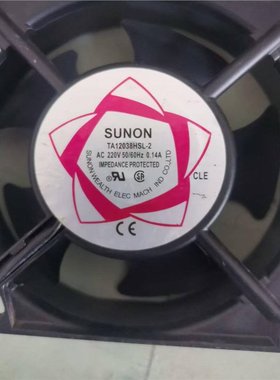 SUNON
TA12038HSL-2
AC 220V 50/60Hz 0.14A
IMPEDANCE PROTECTED
SUNONWEALTH ELEC MACH IND CO.,LTD
CLE
CE